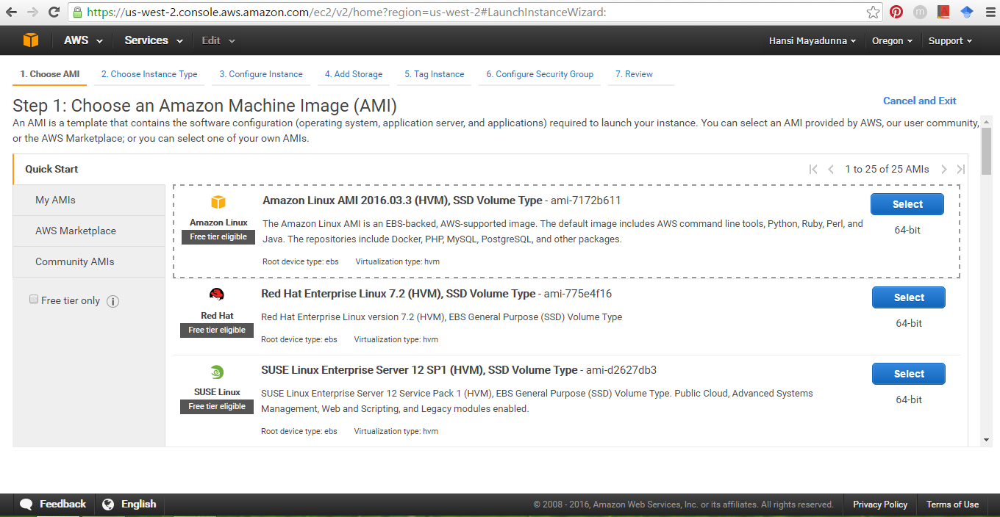 https://us-west-2.console.aws.amazon.com/ec2/v2/home?region=us-west-2#LaunchInstanceWizard:
AWS Services Edit Hansi Mayadunna Oregon Support
1. Choose AMI 2. Choose Instance Type 3. Configure Instance 4. Add Storage 5. Tag Instance 6. Configure Security Group 7. Review
Step 1: Choose an Amazon Machine Image (AMI)
Cancel and Exit
An AMI is a template that contains the software configuration (operating system, application server, and applications) required to launch your instance. You can select an AMI provided by AWS, our user community,
or the AWS Marketplace; or you can select one of your own AMIs.
Quick Start
1 to 25 of 25 AMIs
My AMIs
AWS Marketplace
Community AMIs
Free tier only
Amazon Linux
Free tier eligible
Amazon Linux AMI 2016.03.3 (HVM), SSD Volume Type - ami-7172b611
The Amazon Linux AMI is an EBS-backed, AWS-supported image. The default image includes AWS command line tools, Python, Ruby, Perl, and
Java. The repositories include Docker, PHP, MySQL, PostgreSQL, and other packages.
Root device type: ebs Virtualization type: hvm
Select
64-bit
Red Hat
Free tier eligible
Red Hat Enterprise Linux 7.2 (HVM), SSD Volume Type - ami-775e4f16
Red Hat Enterprise Linux version 7.2 (HVM), EBS General Purpose (SSD) Volume Type
Root device type: ebs Virtualization type: hvm
Select
64-bit
SUSE Linux
Free tier eligible
SUSE Linux Enterprise Server 12 SP1 (HVM), SSD Volume Type - ami-d2627db3
SUSE Linux Enterprise Server 12 Service Pack 1 (HVM), EBS General Purpose (SSD) Volume Type. Public Cloud, Advanced Systems
Management, Web and Scripting, and Legacy modules enabled.
Root device type: ebs Virtualization type: hvm
Select
64-bit
Feedback English © 2008 - 2016, Amazon Web Services, Inc. or its affiliates. All rights reserved. Privacy Policy Terms of Use